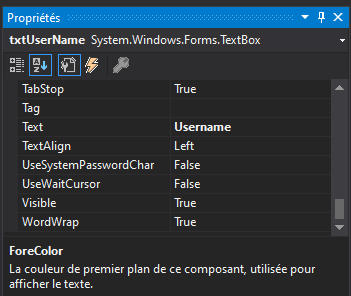 Propriétés
txtUserName System.Windows.Forms.TextBox
TabStop True
Tag
Text Username
TextAlign Left
UseSystemPasswordChar False
UseWaitCursor False
Visible True
WordWrap True
ForeColor
La couleur de premier plan de ce composant, utilisée pour
afficher le texte.